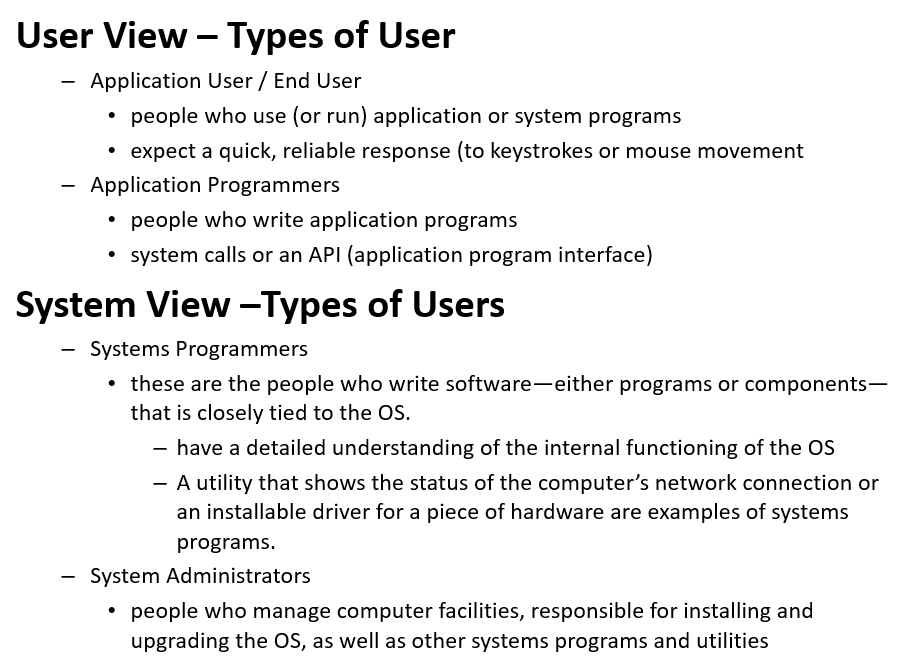 User View – Types of User
– Application User / End User
• people who use (or run) application or system programs
• expect a quick, reliable response (to keystrokes or mouse movement
– Application Programmers
• people who write application programs
• system calls or an API (application program interface)
System View –Types of Users
– Systems Programmers
• these are the people who write software—either programs or components—
that is closely tied to the OS.
– have a detailed understanding of the internal functioning of the OS
– A utility that shows the status of the computer’s network connection or
an installable driver for a piece of hardware are examples of systems
programs.
– System Administrators
• people who manage computer facilities, responsible for installing and
upgrading the OS, as well as other systems programs and utilities